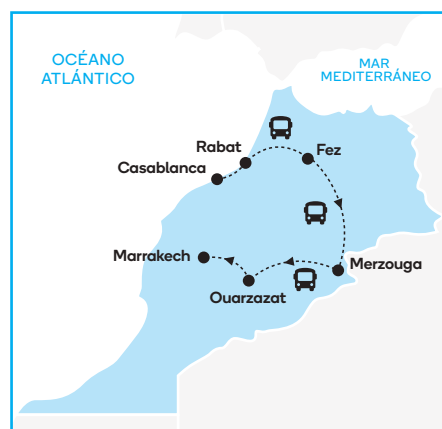 OCÉANO
ATLÁNTICO
MAR
MEDITERRÁNEO
Rabat
Fez
Casablanca
Marrakech
Merzouga
Ouarzazat